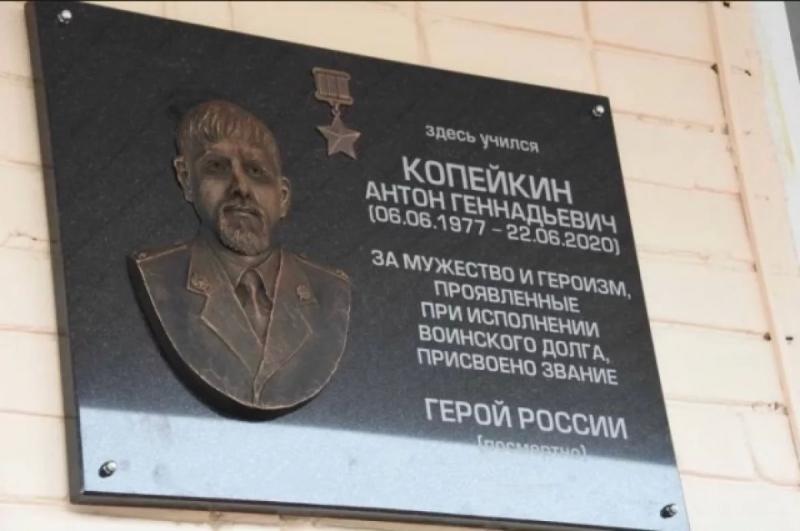 здесь учился
КОПЕЙКИН
АНТОН ГЕННАДЬЕВИЧ
(06.06.1977 - 22.06.2020)
ЗА МУЖЕСТВО И ГЕРОИЗМ,
ПРОЯВЛЕННЫЕ
ПРИ ИСПОЛНЕНИИ
ВОИНСКОГО ДОЛГА,
ПРИСВОЕНО ЗВАНИЕ
ГЕРОЙ РОССИИ
(посмертно)